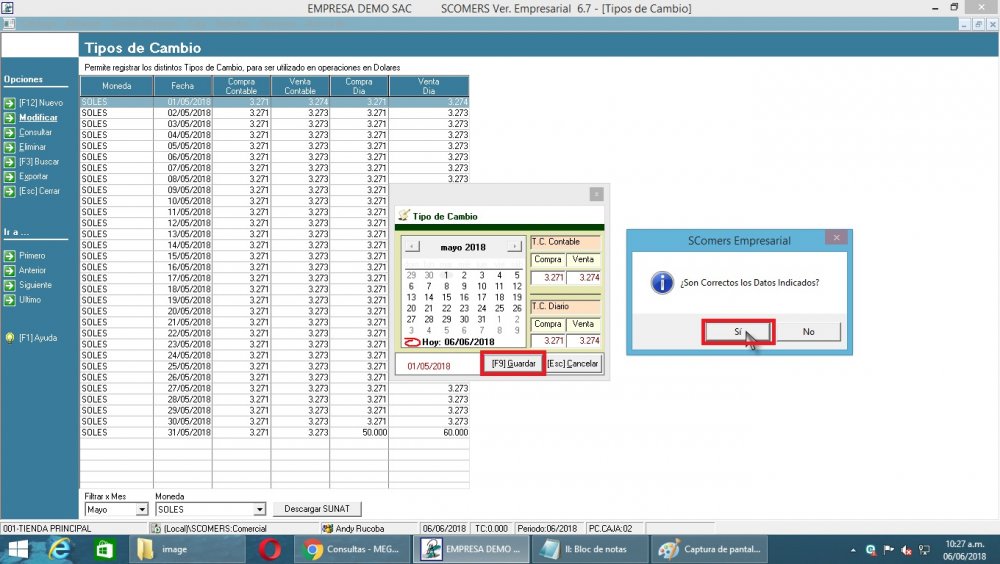 EMPRESA DEMO SAC SCOMERS Ver. Empresarial 6.7 - [Tipos de Cambio]
Tipos de Cambio
Permite registrar los distintos Tipos de Cambio, para ser utilizado en operaciones en Dolares
Opciones
[F12] Nuevo
Modificar
Consultar
Eliminar
[F3] Buscar
Exportar
[Esc] Cerrar
Ir a ...
Primero
Anterior
Siguiente
Ultimo
[F1] Ayuda
Moneda Fecha Compra Contable Venta Contable Compra Dia Venta Dia
SOLES 01/05/2018 3.271 3.274 3.271 3.274
SOLES 02/05/2018 3.271 3.273 3.271 3.273
SOLES 03/05/2018 3.271 3.273 3.271 3.273
SOLES 04/05/2018 3.271 3.273 3.271 3.273
SOLES 05/05/2018 3.271 3.273 3.271 3.273
SOLES 06/05/2018 3.271 3.273 3.271 3.273
SOLES 07/05/2018 3.271 3.273 3.271 3.273
SOLES 08/05/2018 3.271 3.273 3.271 3.273
SOLES 09/05/2018 3.271 3.273 3.271
SOLES 10/05/2018 3.271 3.273 3.271
SOLES 11/05/2018 3.271 3.273 3.271
SOLES 12/05/2018 3.271 3.273 3.271
SOLES 13/05/2018 3.271 3.273 3.271
SOLES 14/05/2018 3.271 3.273 3.271
SOLES 15/05/2018 3.271 3.273 3.271
SOLES 16/05/2018 3.271 3.273 3.271
SOLES 17/05/2018 3.271 3.273 3.271
SOLES 18/05/2018 3.271 3.273 3.271
SOLES 19/05/2018 3.271 3.273 3.271
SOLES 20/05/2018 3.271 3.273 3.271
SOLES 21/05/2018 3.271 3.273 3.271
SOLES 22/05/2018 3.271 3.273 3.271
SOLES 23/05/2018 3.271 3.273 3.271
SOLES 24/05/2018 3.271 3.273 3.271
SOLES 25/05/2018 3.271 3.273 3.271
SOLES 26/05/2018 3.271 3.273 3.271
SOLES 27/05/2018 3.271 3.273 3.271 3.273
SOLES 28/05/2018 3.271 3.273 3.271 3.273
SOLES 29/05/2018 3.271 3.273 3.271 3.273
SOLES 30/05/2018 3.271 3.273 3.271 3.273
SOLES 31/05/2018 3.271 3.273 50.000 60.000
Tipo de Cambio
mayo 2018
29 30 1 2 3 4 5
6 7 8 9 10 11 12
13 14 15 16 17 18 19
20 21 22 23 24 25 26
27 28 29 30 31 1 2
3 4 5 6 7 8 9
Hoy: 06/06/2018
T.C. Contable
Compra Venta
3.271 3.274
T.C. Diario
Compra Venta
3.271 3.274
01/05/2018 [F9] Guardar [Esc] Cancelar
SComers Empresarial
¿Son Correctos los Datos Indicados?
Sí No
Filtrar x Mes Moneda
Mayo SOLES Descargar SUNAT
001-TIENDA PRINCIPAL (Local)\SCOMERS:Comercial Andy Rucoba 06/06/2018 TC:0.000 Periodo:06/2018 PC.CAJA:02
image Consultas - MEG... EMPRESA DEMO ... II: Bloc de notas Captura de pantal...
10:27 a.m.
06/06/2018